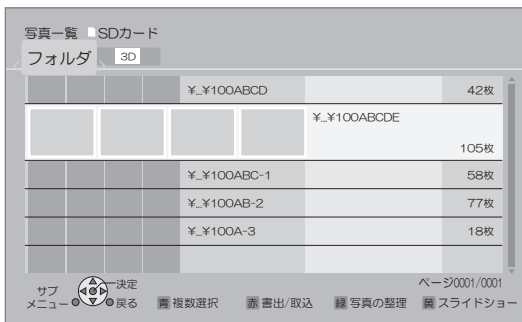 写真一覧 SDカード
フォルダ 3D
¥...¥100ABCD 42枚
¥...¥100ABCDE
105枚
¥...¥100ABC-1 58枚
¥...¥100AB-2 77枚
¥...¥100A-3 18枚
ページ0001/0001
サブメニュー 決定 戻る 青 複数選択 赤 書出/取込 緑 写真の整理 黄 スライドショー